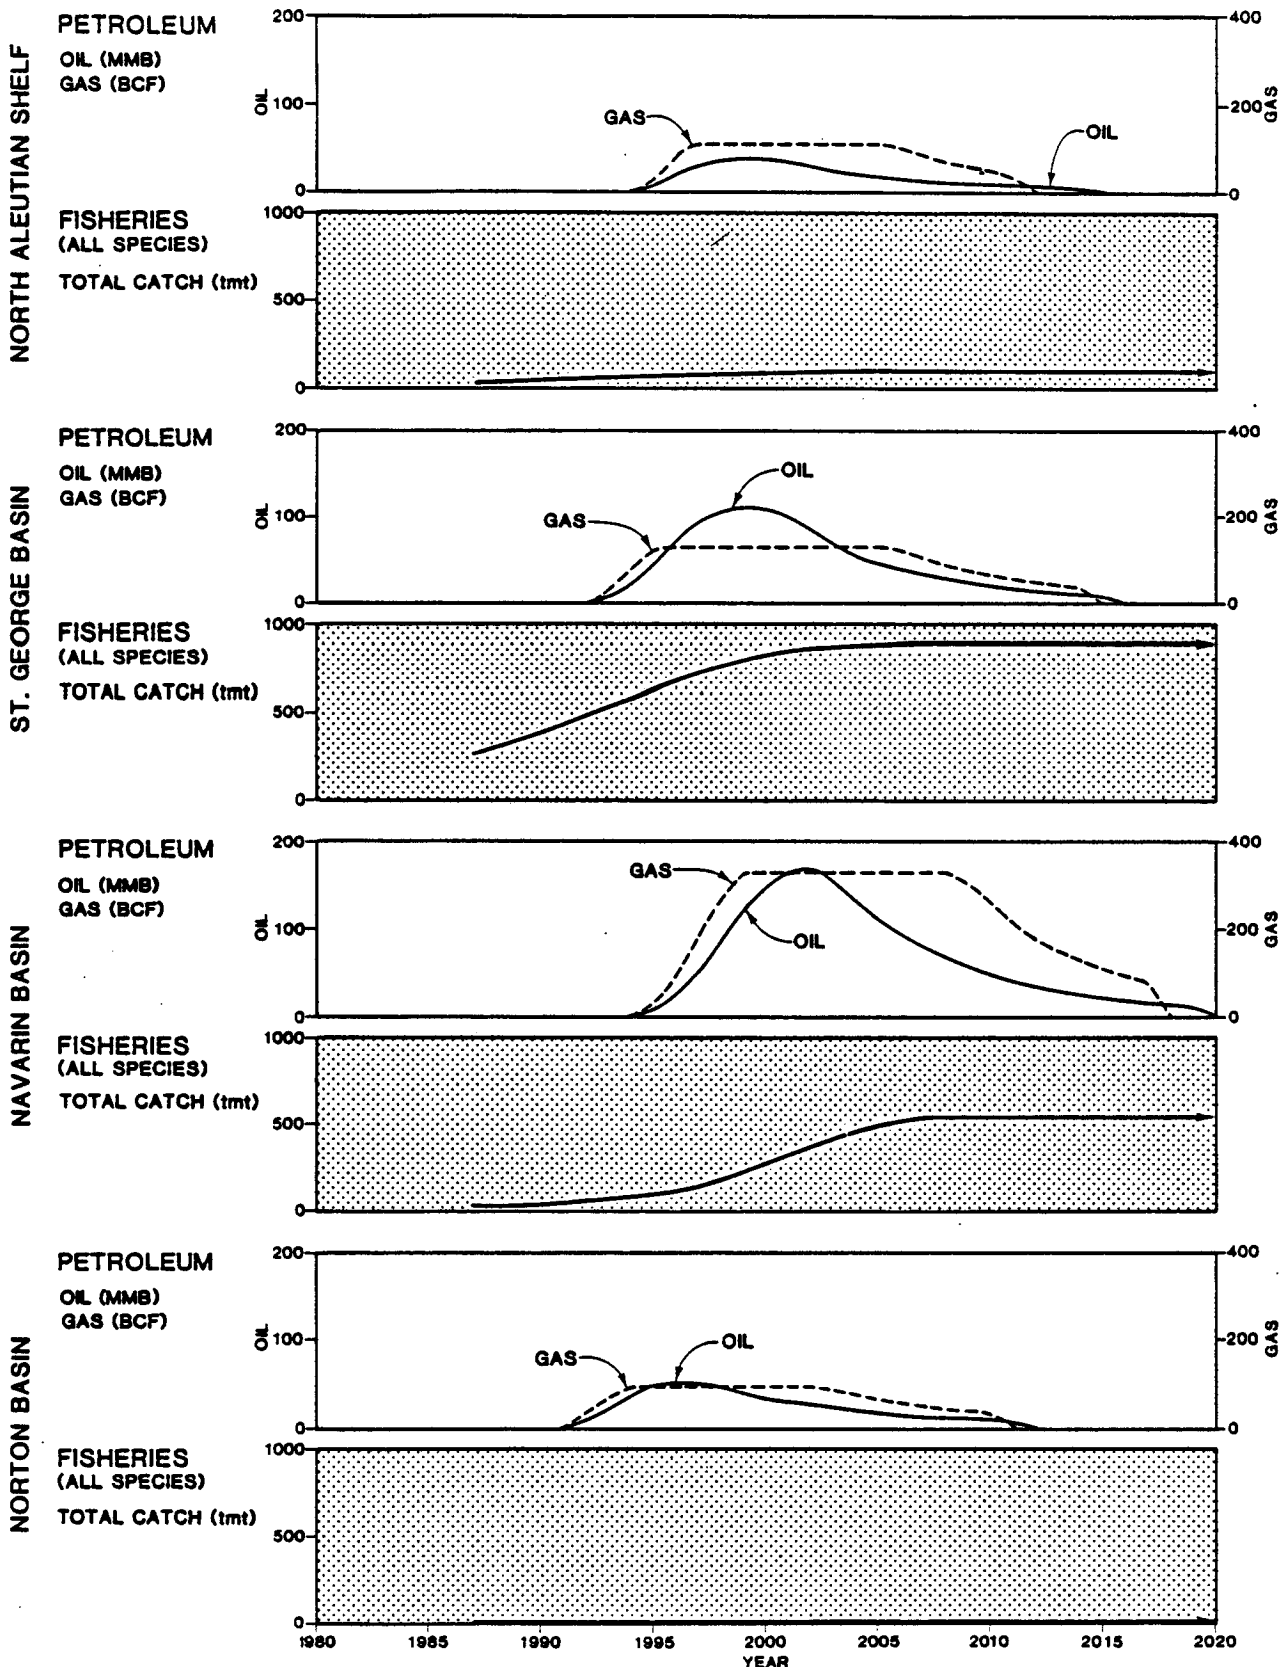 NORTH ALEUTIAN SHELF
PETROLEUM
OIL (MMB)
GAS (BCF)
OIL
200
100
0
GAS
OIL
400
200
0
GAS
FISHERIES
(ALL SPECIES)
TOTAL CATCH (tmt)
1000
500
0
ST. GEORGE BASIN
PETROLEUM
OIL (MMB)
GAS (BCF)
OIL
200
100
0
GAS
OIL
400
200
0
GAS
FISHERIES
(ALL SPECIES)
TOTAL CATCH (tmt)
1000
500
0
NAVARIN BASIN
PETROLEUM
OIL (MMB)
GAS (BCF)
OIL
200
100
0
GAS
OIL
400
200
0
GAS
FISHERIES
(ALL SPECIES)
TOTAL CATCH (tmt)
1000
500
0
NORTON BASIN
PETROLEUM
OIL (MMB)
GAS (BCF)
OIL
200
100
0
GAS
OIL
400
200
0
GAS
FISHERIES
(ALL SPECIES)
TOTAL CATCH (tmt)
1000
500
0
1980 1985 1990 1995 2000 2005 2010 2015 2020
YEAR